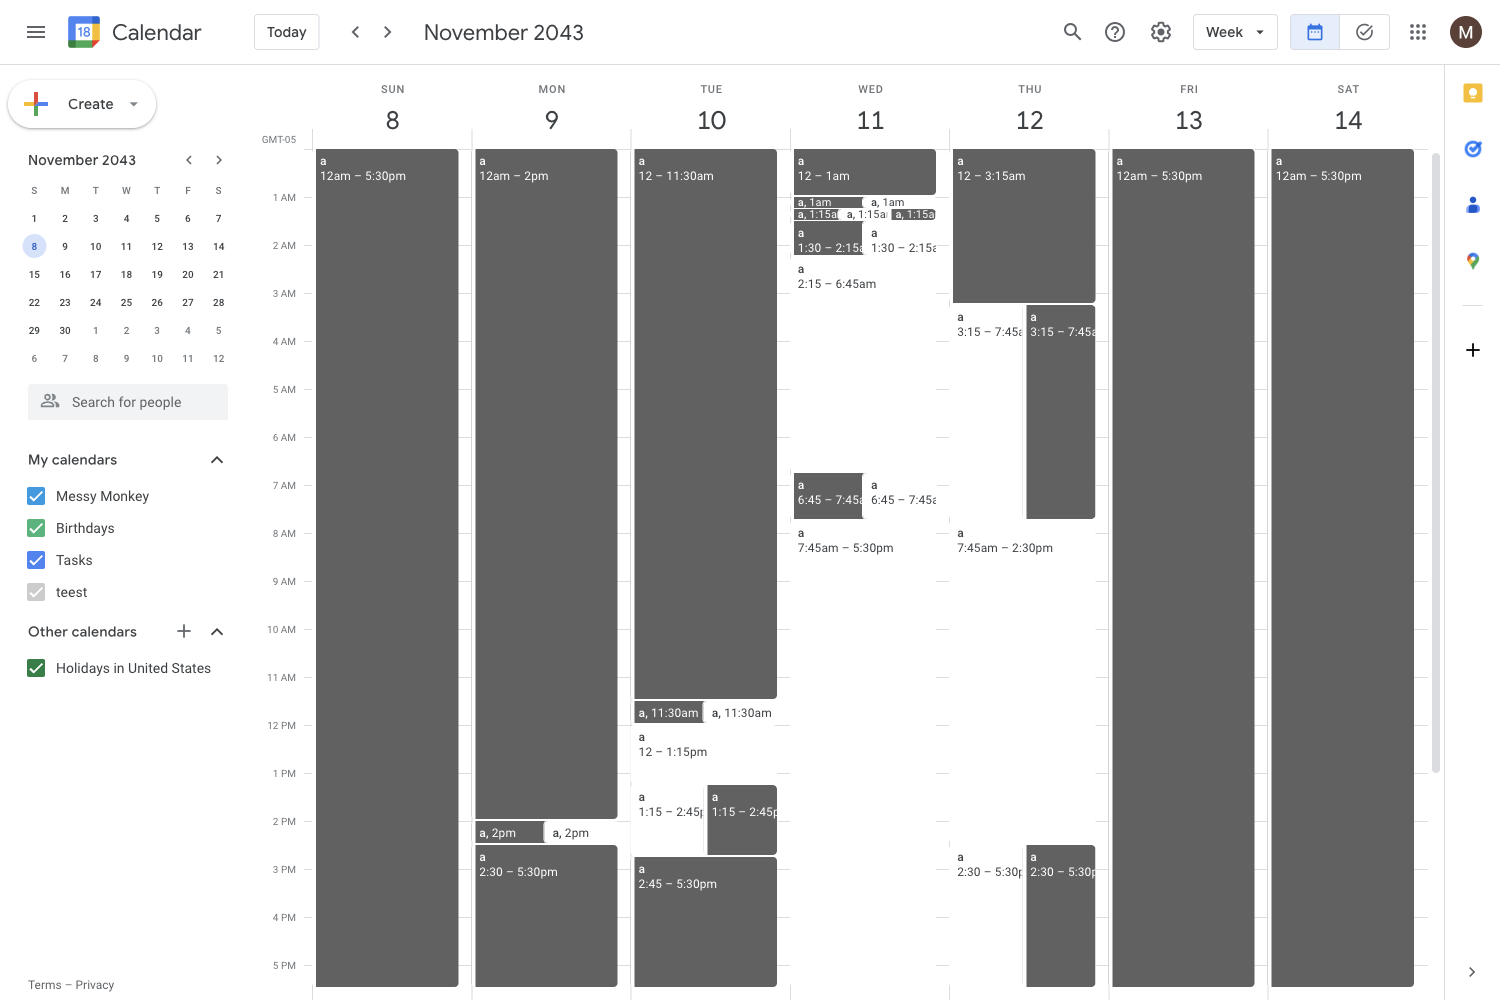 18 Calendar
Today
November 2043
Week
M
Create
November 2043
S M T W T F S
1 2 3 4 5 6 7
8 9 10 11 12 13 14
15 16 17 18 19 20 21
22 23 24 25 26 27 28
29 30 1 2 3 4 5
6 7 8 9 10 11 12
Search for people
My calendars
Messy Monkey
Birthdays
Tasks
teest
Other calendars
Holidays in United States
Terms – Privacy
SUN MON TUE WED THU FRI SAT
8 9 10 11 12 13 14
GMT-05
1 AM
2 AM
3 AM
4 AM
5 AM
6 AM
7 AM
8 AM
9 AM
10 AM
11 AM
12 PM
1 PM
2 PM
3 PM
4 PM
5 PM
a
12am – 5:30pm
a
12am – 2pm
a, 2pm
a, 2pm
a
2:30 – 5:30pm
a
12 – 11:30am
a, 11:30am
a, 11:30am
a
12 – 1:15pm
a
1:15 – 2:45p
a
1:15 – 2:45p
a
2:45 – 5:30pm
a
12 – 1am
a, 1am
a, 1am
a, 1:15a
a, 1:15a
a, 1:15a
a
1:30 – 2:15a
a
1:30 – 2:15a
a
2:15 – 6:45am
a
6:45 – 7:45a
a
6:45 – 7:45a
a
7:45am – 5:30pm
a
12 – 3:15am
a
3:15 – 7:45a
a
3:15 – 7:45a
a
7:45am – 2:30pm
a
2:30 – 5:30p
a
2:30 – 5:30p
a
12am – 5:30pm
a
12am – 5:30pm